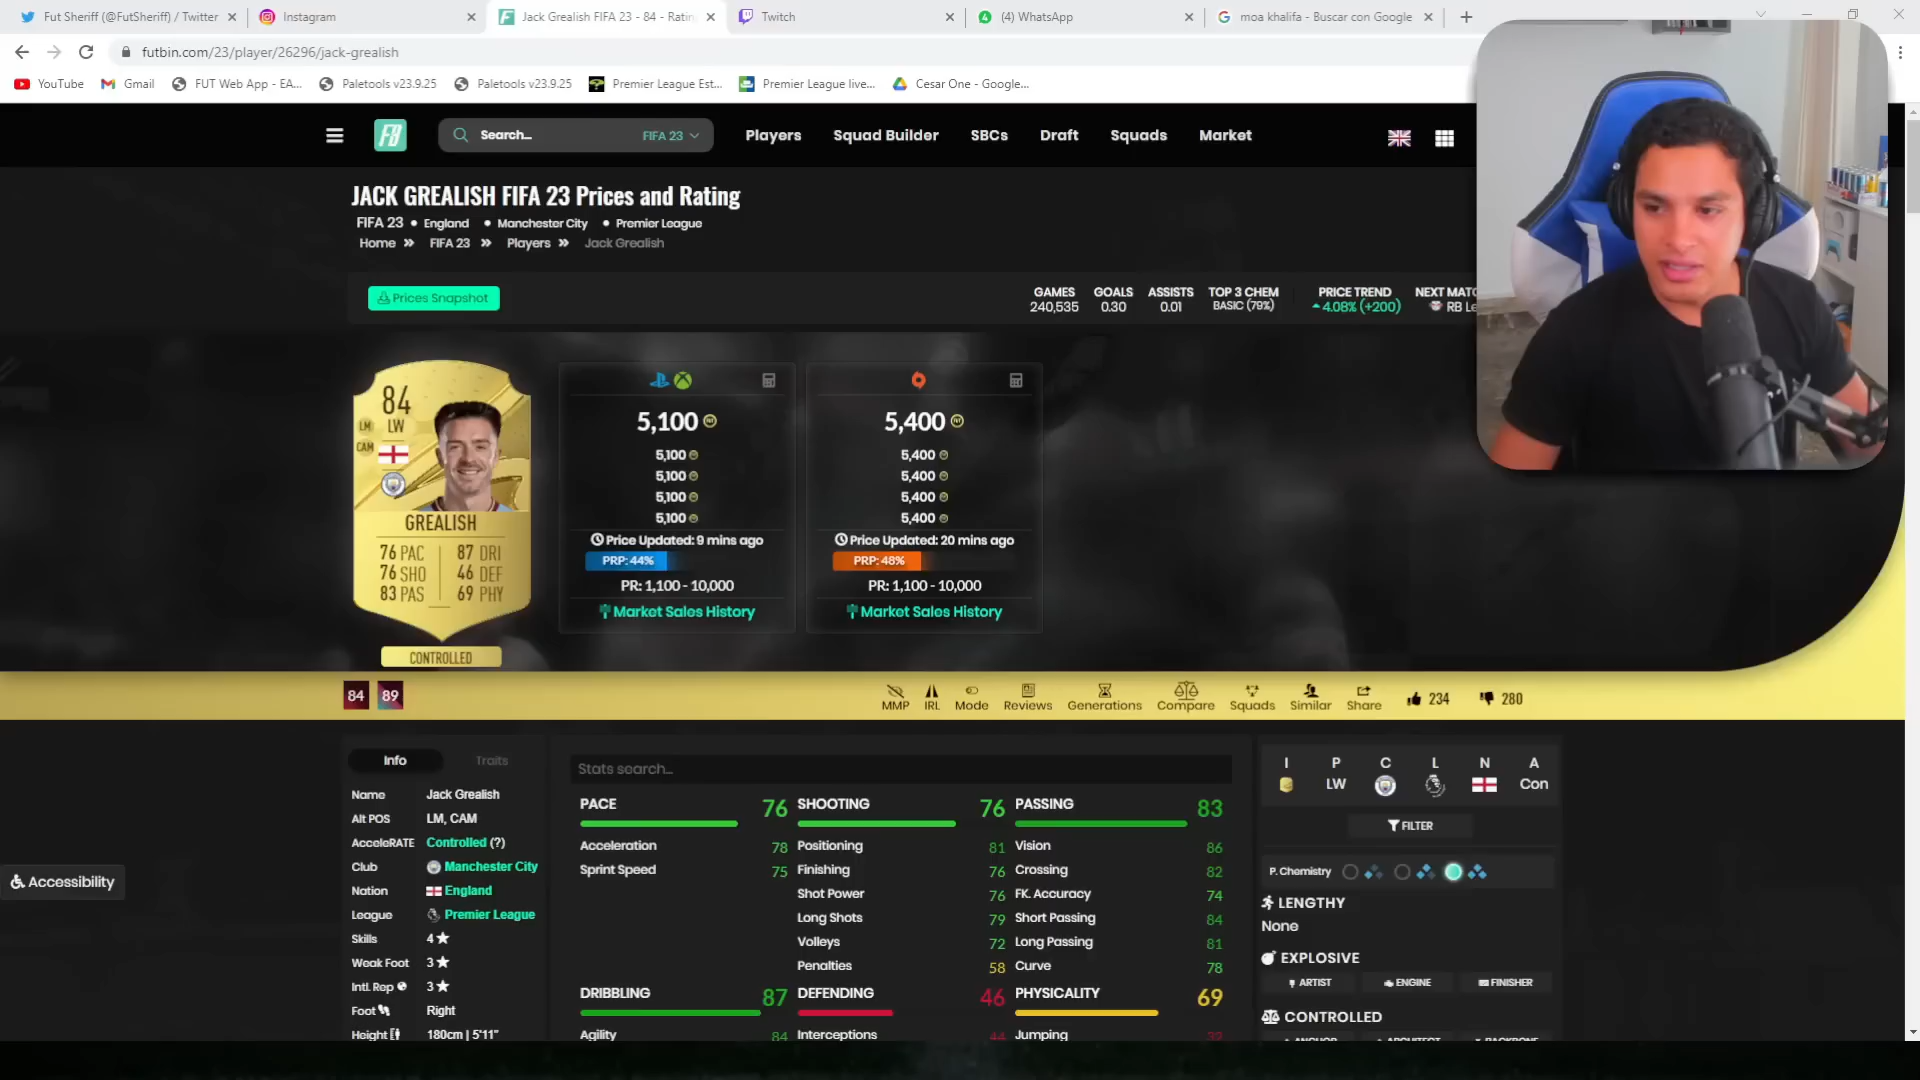 Fut Sheriff (@FutSheriff) / Twitter
Instagram
Jack Grealish FIFA 23 - 84 - Ratin
Twitch
(4) WhatsApp
moa khalifa - Buscar con Google
futbin.com/23/player/26296/jack-grealish
YouTube
Gmail
FUT Web App - EA...
Paletools v23.9.25
Paletools v23.9.25
Premier League Est...
Premier League live...
Cesar One - Google...
FB
Search...
FIFA 23
Players
Squad Builder
SBCs
Draft
Squads
Market
JACK GREALISH FIFA 23 Prices and Rating
FIFA 23 • England • Manchester City • Premier League
Home » FIFA 23 » Players » Jack Grealish
Prices Snapshot
GAMES
240,535
GOALS
0.30
ASSISTS
0.01
TOP 3 CHEM
BASIC (79%)
PRICE TREND
4.08% (+200)
NEXT MATC
RB Le
84
LW
LM
CAM
GREALISH
76 PAC
87 DRI
76 SHO
46 DEF
83 PAS
69 PHY
CONTROLLED
5,100
5,100
5,100
5,100
5,100
Price Updated: 9 mins ago
PRP: 44%
PR: 1,100 - 10,000
Market Sales History
5,400
5,400
5,400
5,400
5,400
Price Updated: 20 mins ago
PRP: 48%
PR: 1,100 - 10,000
Market Sales History
84
89
MMP
IRL
Mode
Reviews
Generations
Compare
Squads
Similar
Share
234
280
Info
Traits
Name Jack Grealish
Alt POS LM, CAM
AcceleRATE Controlled (?)
Club Manchester City
Nation England
League Premier League
Skills 4★
Weak Foot 3★
Intl. Rep 3★
Foot Right
Height 180cm | 5'11"
Stats search...
PACE 76
Acceleration 78
Sprint Speed 75
SHOOTING 76
Positioning 81
Finishing 76
Shot Power 76
Long Shots 79
Volleys 72
Penalties 58
PASSING 83
Vision 86
Crossing 82
FK. Accuracy 74
Short Passing 84
Long Passing 81
Curve 78
DRIBBLING 87
Agility 84
DEFENDING 46
Interceptions 44
PHYSICALITY 69
Jumping 32
I P C L N A
LW Con
FILTER
P. Chemistry
LENGTHY
None
EXPLOSIVE
ARTIST
ENGINE
FINISHER
CONTROLLED
ANCHOR
ARCHITECT
BACKBONE
Accessibility